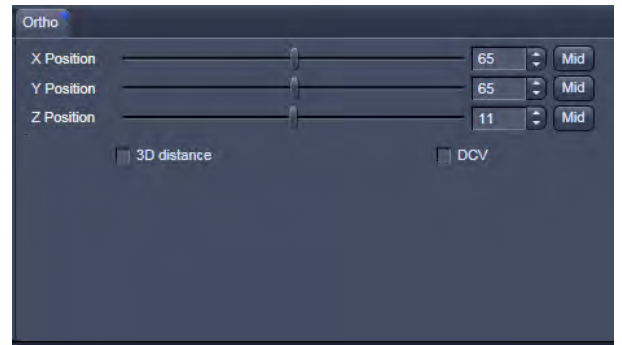 Ortho
X Position 65 Mid
Y Position 65 Mid
Z Position 11 Mid
3D distance DCV